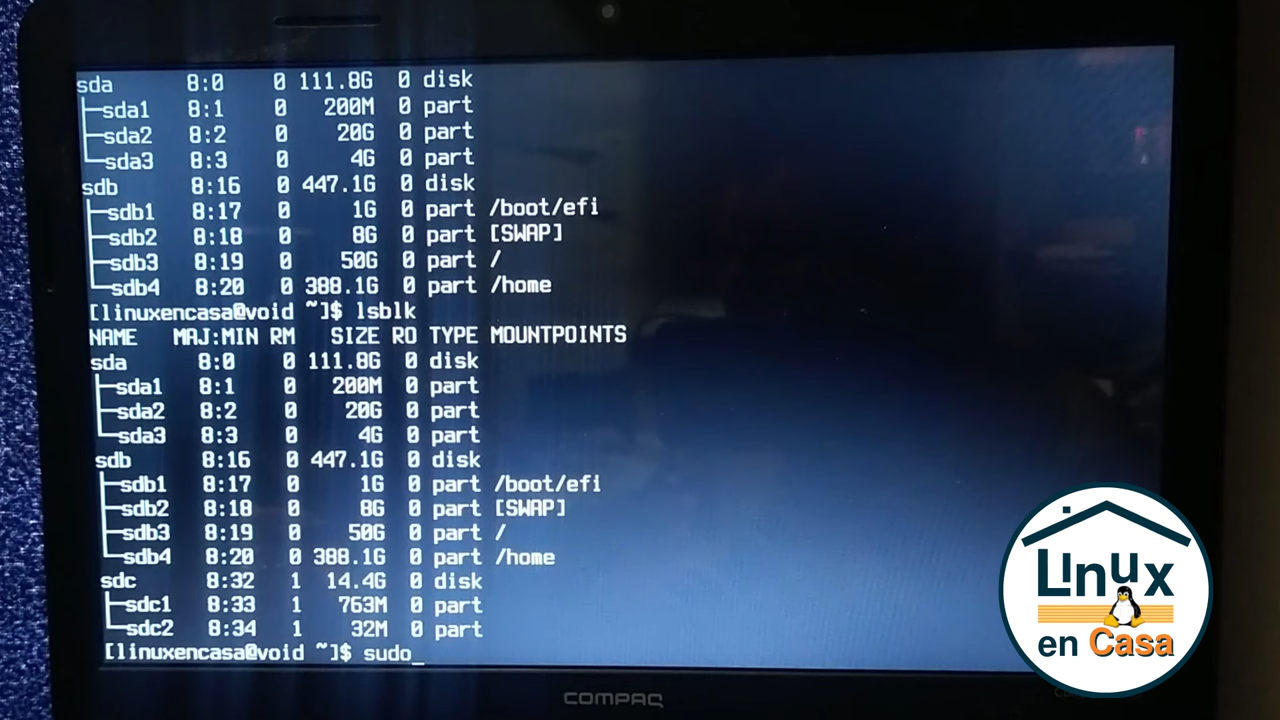 sda 8:0 0 111.8G 0 disk
├─sda1 8:1 0 200M 0 part
├─sda2 8:2 0 20G 0 part
└─sda3 8:3 0 4G 0 part
sdb 8:16 0 447.1G 0 disk
├─sdb1 8:17 0 1G 0 part /boot/efi
├─sdb2 8:18 0 8G 0 part [SWAP]
├─sdb3 8:19 0 50G 0 part /
└─sdb4 8:20 0 388.1G 0 part /home
[linuxencasa@void ~]$ lsblk
NAME MAJ:MIN RM SIZE RO TYPE MOUNTPOINTS
sda 8:0 0 111.8G 0 disk
├─sda1 8:1 0 200M 0 part
├─sda2 8:2 0 20G 0 part
└─sda3 8:3 0 4G 0 part
sdb 8:16 0 447.1G 0 disk
├─sdb1 8:17 0 1G 0 part /boot/efi
├─sdb2 8:18 0 8G 0 part [SWAP]
├─sdb3 8:19 0 50G 0 part /
└─sdb4 8:20 0 388.1G 0 part /home
sdc 8:32 1 14.4G 0 disk
├─sdc1 8:33 1 763M 0 part
└─sdc2 8:34 1 32M 0 part
[linuxencasa@void ~]$ sudo_
COMPAQ
Linux
en Casa